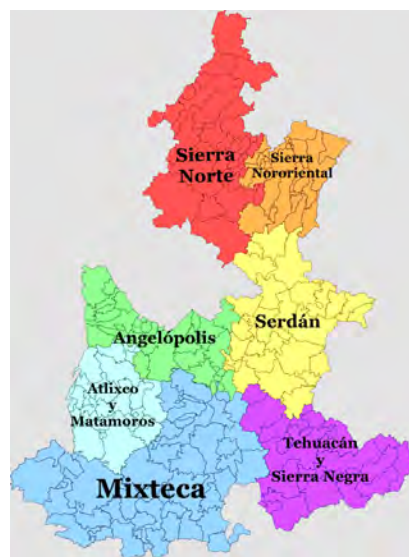 Sierra
Norte
Sierra
Nororiental
Serdán
Angelópolis
Atlixco
y
Matamoros
Tehuacán
y
Sierra Negra
Mixteca